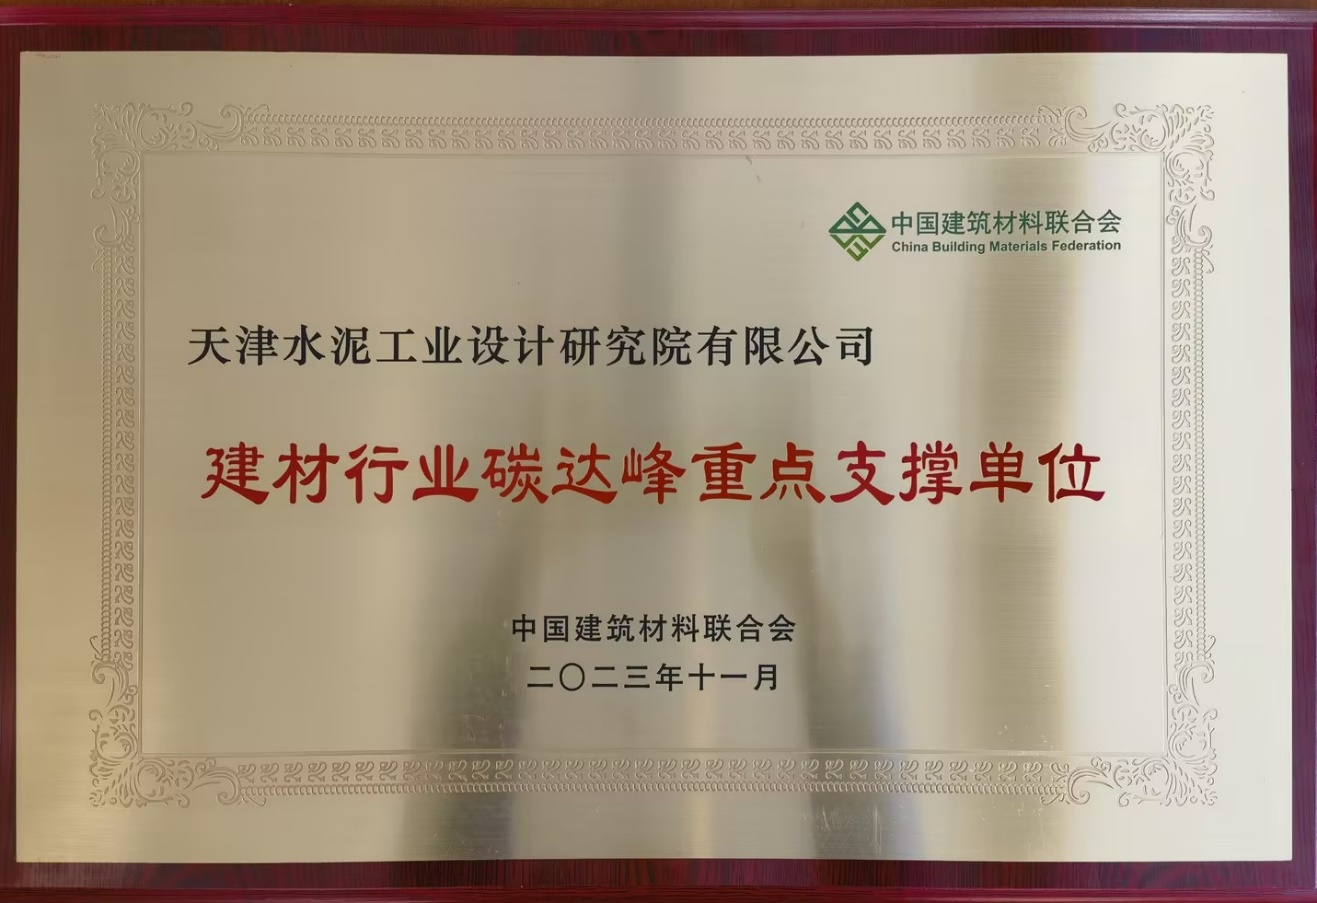 中国建筑材料联合会
China Building Materials Federation
天津水泥工业设计研究院有限公司
建材行业碳达峰重点支撑单位
中国建筑材料联合会
二〇二三年十一月